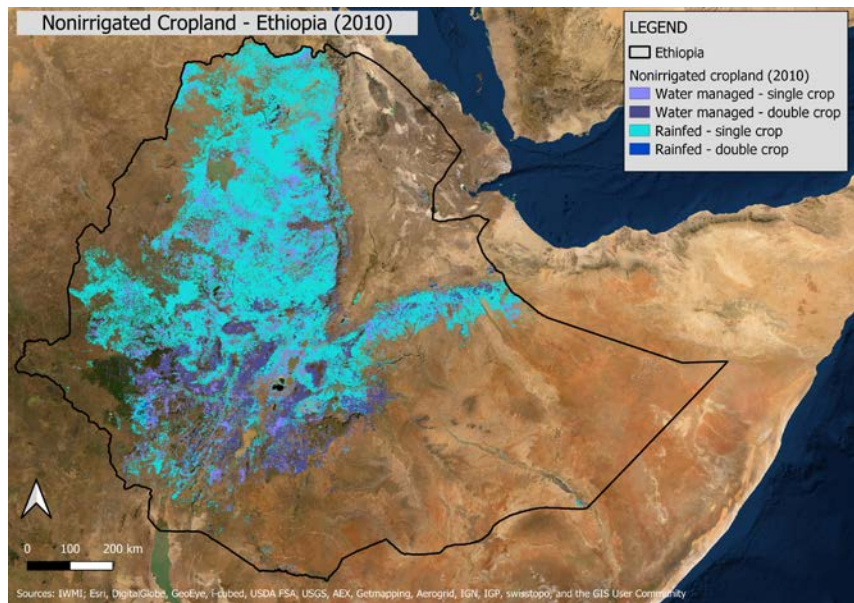 Nonirrigated Cropland - Ethiopia (2010)
LEGEND
Ethiopia
Nonirrigated cropland (2010)
Water managed - single crop
Water managed - double crop
Rainfed - single crop
Rainfed - double crop
0 100 200 km
Sources: IWMI; Esri, DigitalGlobe, GeoEye, i-cubed, USDA FSA, USGS, AEX, Getmapping, Aerogrid, IGN, IGP, swisstopo, and the GIS User Community